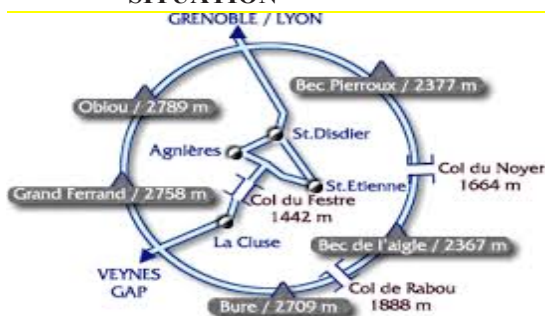 SITUATION
GRENOBLE / LYON
Bec Pierroux / 2377 m
Obiou / 2789 m
St.Disdier
Agnières
Col du Noyer
1664 m
St.Etienne
Grand Ferrand / 2758 m
Col du Festre
1442 m
La Cluse
Bec de l'aigle / 2367 m
VEYNES
GAP
Col de Rabou
1888 m
Bure / 2709 m